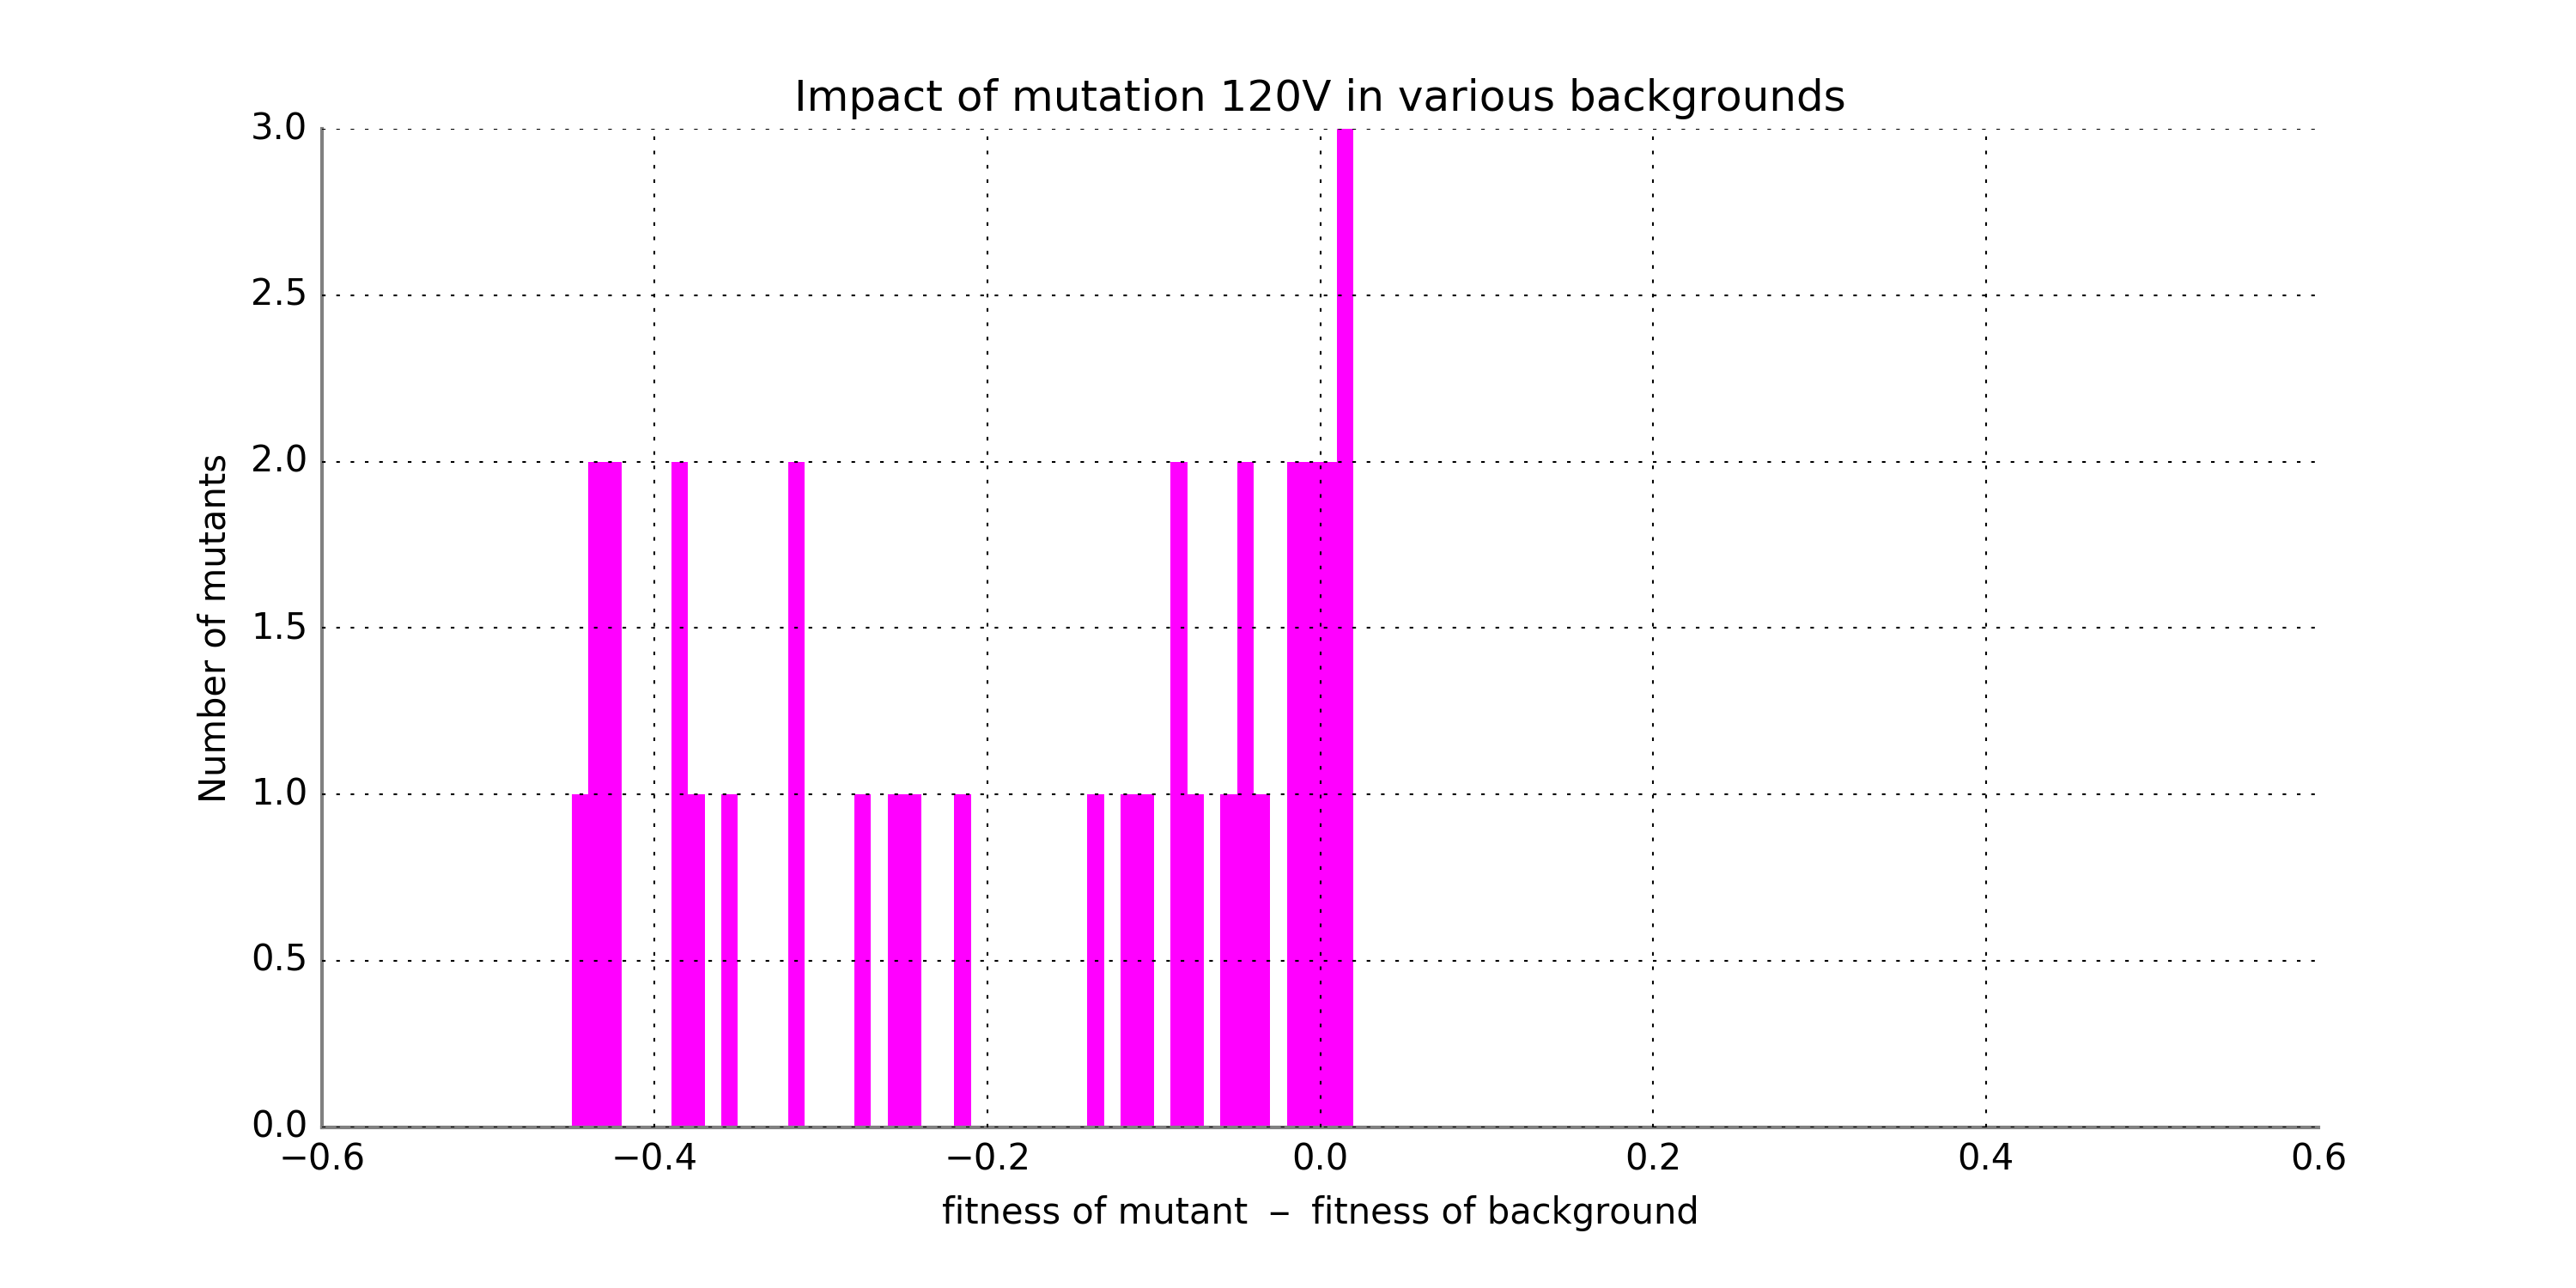 Impact of mutation 120V in various backgrounds
3.0
2.5
2.0
1.5
1.0
0.5
0.0
Number of mutants
−0.6 −0.4 −0.2 0.0 0.2 0.4 0.6
fitness of mutant − fitness of background